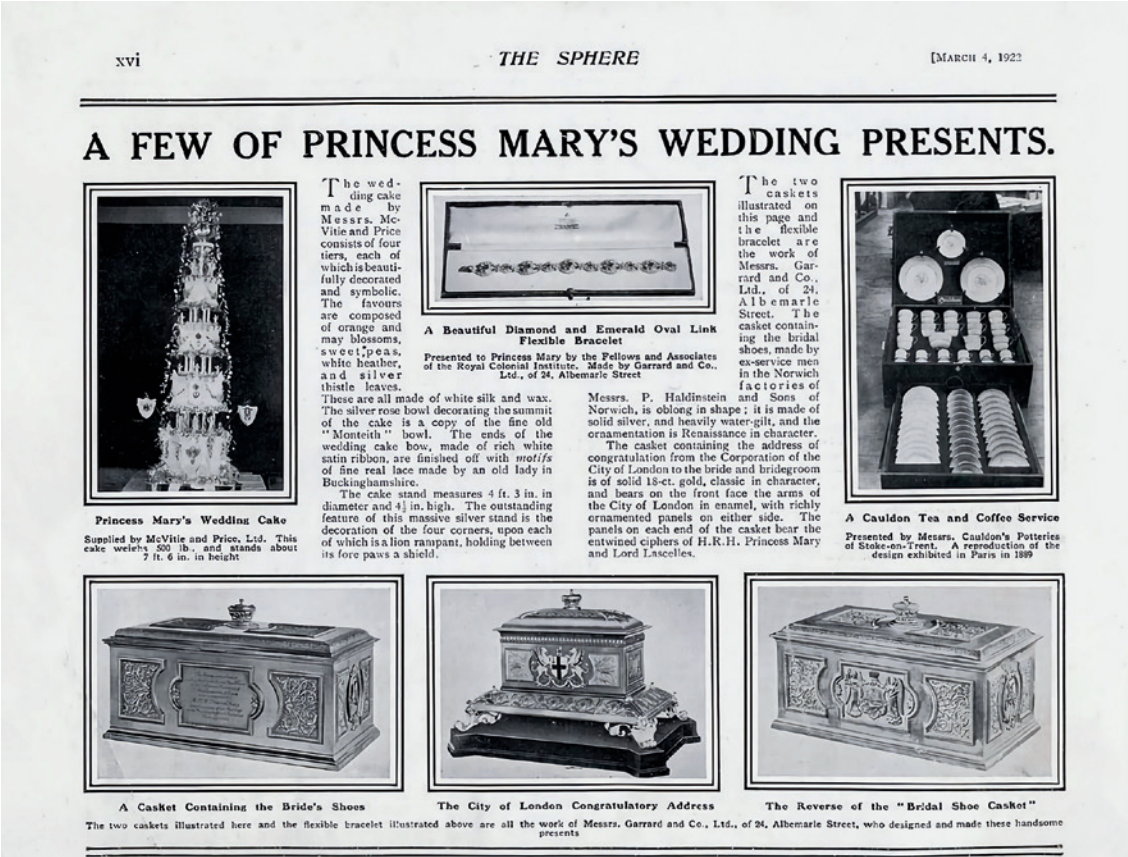 xvi
THE SPHERE
[MARCH 4, 1922
A FEW OF PRINCESS MARY'S WEDDING PRESENTS.
The wed-
ding cake
made by
Messrs. Mc-
Vitie and Price
consists of four
tiers, each of
which is beauti-
fully decorated
and symbolic.
The favours
are composed
of orange and
may blossoms,
sweet peas,
white heather,
and silver
thistle leaves.
These are all made of white silk and wax.
The silver rose bowl decorating the summit
of the cake is a copy of the fine old
"Monteith" bowl. The ends of the
wedding cake bow, made of rich white
satin ribbon, are finished off with motifs
of fine real lace made by an old lady in
Buckinghamshire.
The cake stand measures 4 ft. 3 in. in
diameter and 4½ in. high. The outstanding
feature of this massive silver stand is the
decoration of the four corners, upon each
of which is a lion rampant, holding between
its fore paws a shield.
A Beautiful Diamond and Emerald Oval Link
Flexible Bracelet
Presented to Princess Mary by the Fellows and Associates
of the Royal Colonial Institute. Made by Garrard and Co.,
Ltd., of 24, Albemarle Street
The two
caskets
illustrated on
this page and
the flexible
bracelet are
the work of
Messrs. Gar-
rard and Co.,
Ltd., of 24,
Albemarle
Street. The
casket contain-
ing the bridal
shoes, made by
ex-service men
in the Norwich
factories of
Messrs. P. Haldinstein and Sons of
Norwich, is oblong in shape; it is made of
solid silver, and heavily water-gilt, and the
ornamentation is Renaissance in character.
The casket containing the address of
congratulation from the Corporation of the
City of London to the bride and bridegroom
is of solid 18-ct. gold, classic in character,
and bears on the front face the arms of
the City of London in enamel, with richly
ornamented panels on either side. The
panels on each end of the casket bear the
entwined ciphers of H.R.H. Princess Mary
and Lord Lascelles.
Princess Mary's Wedding Cake
Supplied by McVitie and Price, Ltd. This
cake weighs 500 lb., and stands about
7 ft. 6 in. in height
A Cauldon Tea and Coffee Service
Presented by Messrs. Cauldon's Potteries
of Stoke-on-Trent. A reproduction of the
design exhibited in Paris in 1889
A Casket Containing the Bride's Shoes
The City of London Congratulatory Address
The Reverse of the "Bridal Shoe Casket"
The two caskets illustrated here and the flexible bracelet illustrated above are all the work of Messrs. Garrard and Co., Ltd., of 24, Albemarle Street, who designed and made these handsome
presents